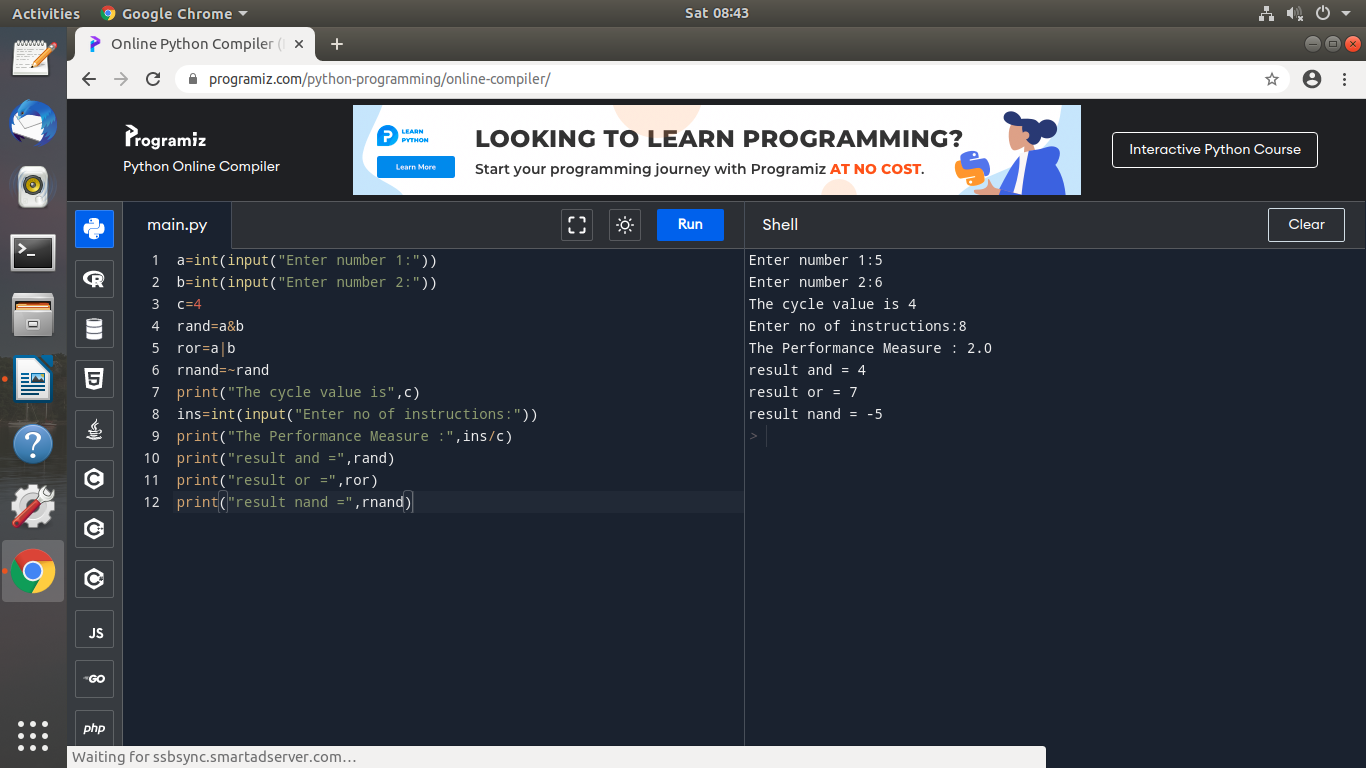 Activities
Google Chrome
Sat 08:43
Online Python Compiler (
programiz.com/python-programming/online-compiler/
Programiz
Python Online Compiler
LEARN
PYTHON
Learn More
LOOKING TO LEARN PROGRAMMING?
Start your programming journey with Programiz AT NO COST.
Interactive Python Course
main.py
Run
Shell
Clear
1 a=int(input("Enter number 1:"))
2 b=int(input("Enter number 2:"))
3 c=4
4 rand=a&b
5 ror=a|b
6 rnand=~rand
7 print("The cycle value is",c)
8 ins=int(input("Enter no of instructions:"))
9 print("The Performance Measure :",ins/c)
10 print("result and =",rand)
11 print("result or =",ror)
12 print("result nand =",rnand)
Enter number 1:5
Enter number 2:6
The cycle value is 4
Enter no of instructions:8
The Performance Measure : 2.0
result and = 4
result or = 7
result nand = -5
>
R
5
C
C
C
JS
GO
php
Waiting for ssbsync.smartadserver.com…